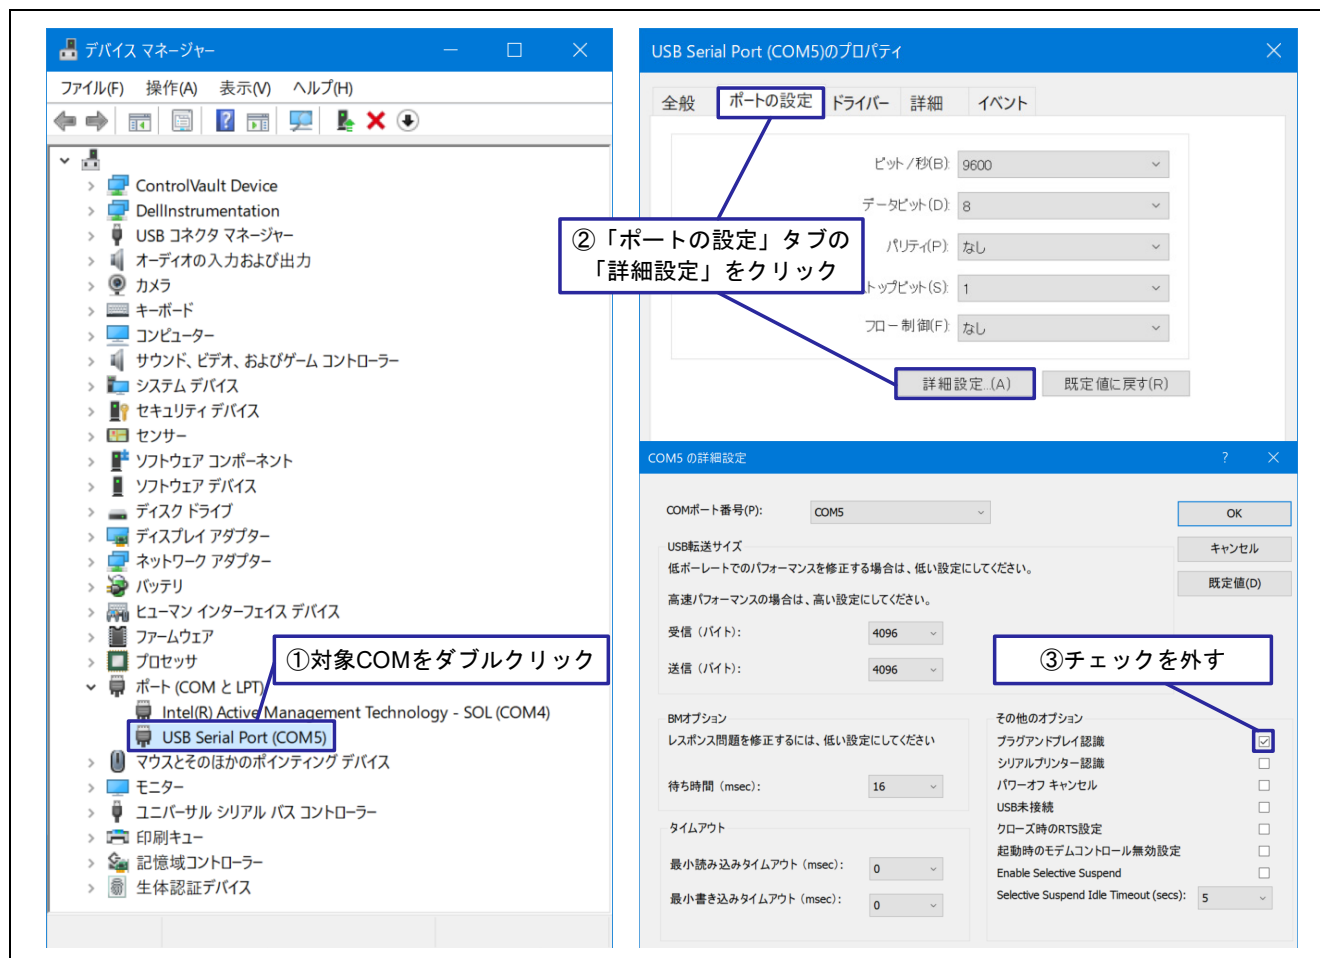 デバイス マネージャー
ファイル(F) 操作(A) 表示(V) ヘルプ(H)
ControlVault Device
DellInstrumentation
USB コネクタ マネージャー
オーディオの入力および出力
カメラ
キーボード
コンピューター
サウンド、ビデオ、およびゲーム コントローラー
システム デバイス
セキュリティ デバイス
センサー
ソフトウェア コンポーネント
ソフトウェア デバイス
ディスク ドライブ
ディスプレイ アダプター
ネットワーク アダプター
バッテリ
ヒューマン インターフェイス デバイス
ファームウェア
プロセッサ
①対象COMをダブルクリック
ポート (COM と LPT)
Intel(R) Active Management Technology - SOL (COM4)
USB Serial Port (COM5)
マウスとそのほかのポインティング デバイス
モニター
ユニバーサル シリアル バス コントローラー
印刷キュー
記憶域コントローラー
生体認証デバイス
USB Serial Port (COM5)のプロパティ
全般 ポートの設定 ドライバー 詳細 イベント
ビット/秒(B): 9600
データビット(D): 8
②「ポートの設定」タブの
「詳細設定」をクリック
パリティ(P): なし
トップビット(S): 1
フロー制御(F): なし
詳細設定...(A) 既定値に戻す(R)
COM5 の詳細設定 ?
COMポート番号(P): COM5
OK
キャンセル
既定値(D)
USB転送サイズ
低ボーレートでのパフォーマンスを修正する場合は、低い設定にしてください。
高速パフォーマンスの場合は、高い設定にしてください。
受信 (バイト): 4096
送信 (バイト): 4096
③チェックを外す
BMオプション
レスポンス問題を修正するには、低い設定にしてください
待ち時間 (msec): 16
タイムアウト
最小読み込みタイムアウト (msec): 0
最小書き込みタイムアウト (msec): 0
その他のオプション
プラグアンドプレイ認識
シリアルプリンター認識
パワーオフ キャンセル
USB未接続
クローズ時のRTS設定
起動時のモデムコントロール無効設定
Enable Selective Suspend
Selective Suspend Idle Timeout (secs): 5